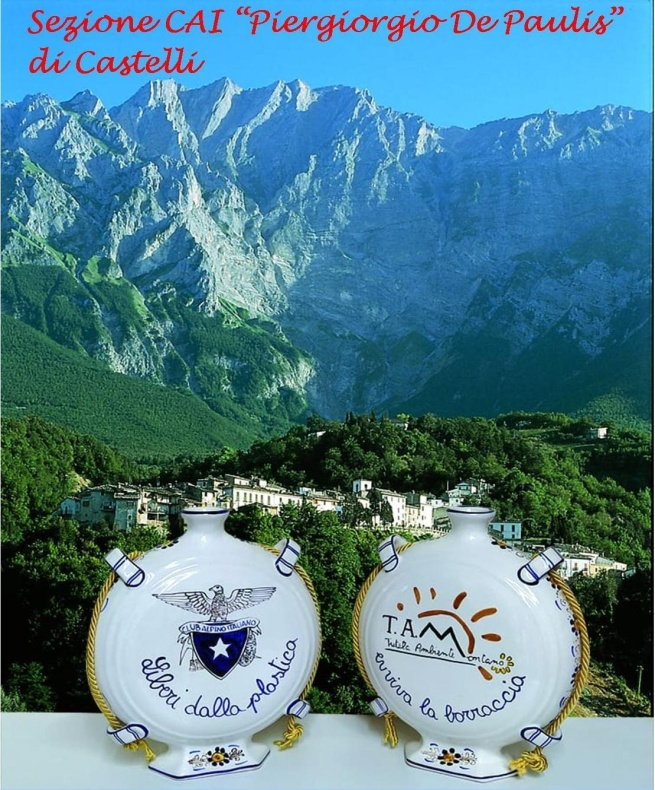 Sezione CAI “Piergiorgio De Paulis”
di Castelli
CLUB ALPINO ITALIANO
Liberi dalla plastica
T.A.M
Tutela Ambiente Montano
evviva la borraccia